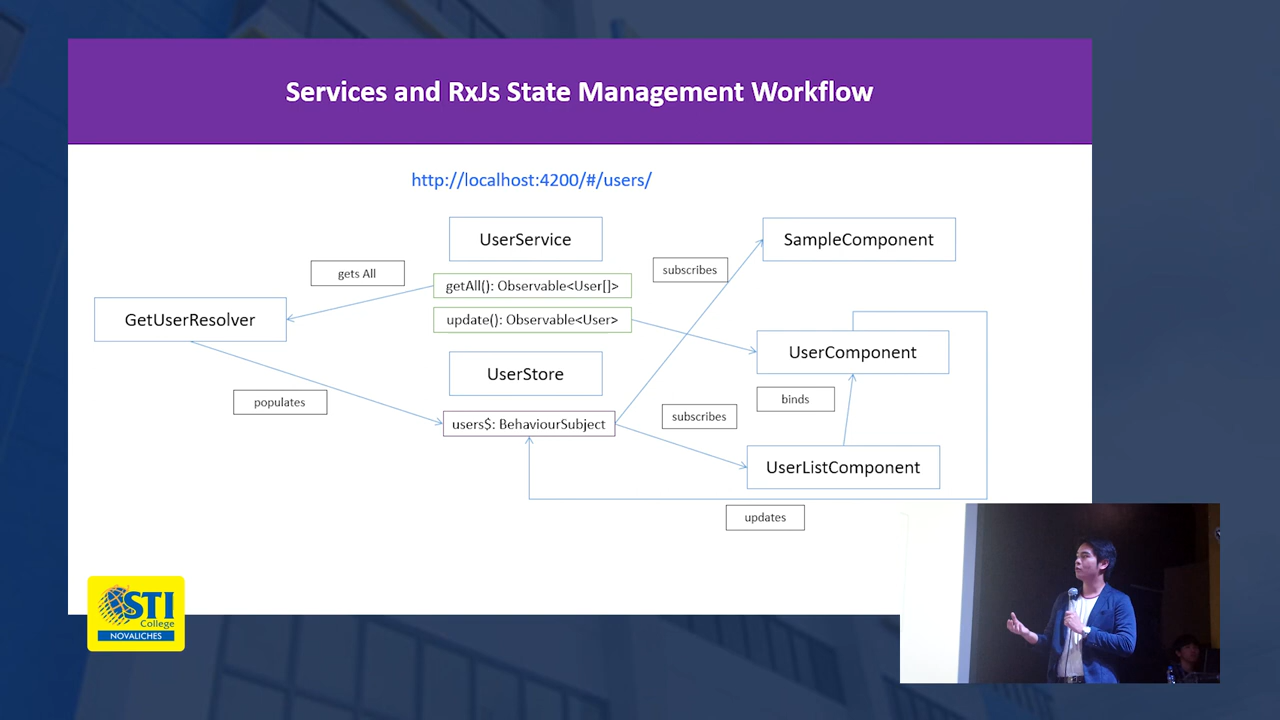 Services and RxJs State Management Workflow
http://localhost:4200/#/users/
UserService
SampleComponent
gets All
subscribes
getAll(): Observable<User[]>
GetUserResolver
update(): Observable<User>
UserComponent
UserStore
populates
binds
users$: BehaviourSubject
subscribes
UserListComponent
updates
STI
College
NOVALICHES